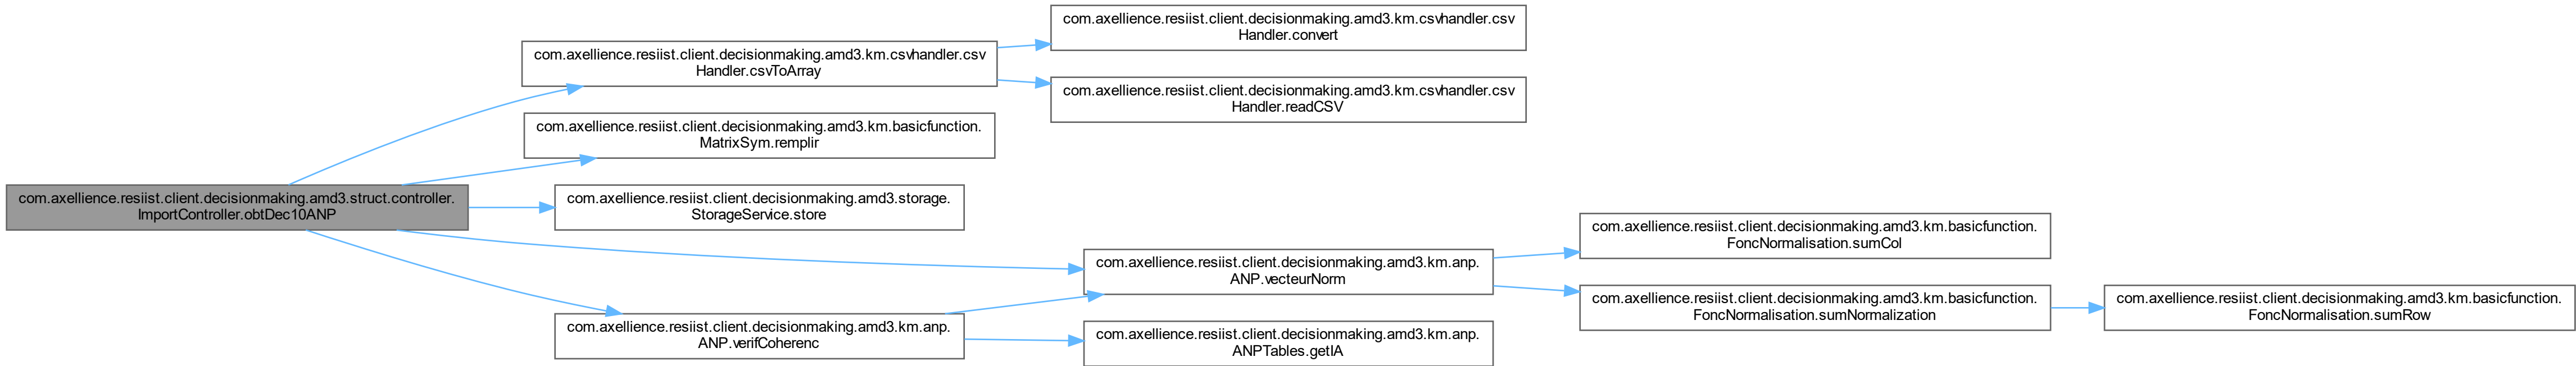 com.axellience.resiist.client.decisionmaking.amd3.struct.controller.
ImportController.obtDec10ANP
com.axellience.resiist.client.decisionmaking.amd3.km.csvhandler.csv
Handler.csvToArray
com.axellience.resiist.client.decisionmaking.amd3.km.csvhandler.csv
Handler.convert
com.axellience.resiist.client.decisionmaking.amd3.km.csvhandler.csv
Handler.readCSV
com.axellience.resiist.client.decisionmaking.amd3.km.basicfunction.
MatrixSym.remplir
com.axellience.resiist.client.decisionmaking.amd3.storage.
StorageService.store
com.axellience.resiist.client.decisionmaking.amd3.km.anp.
ANP.vecteurNorm
com.axellience.resiist.client.decisionmaking.amd3.km.basicfunction.
FoncNormalisation.sumCol
com.axellience.resiist.client.decisionmaking.amd3.km.basicfunction.
FoncNormalisation.sumNormalization
com.axellience.resiist.client.decisionmaking.amd3.km.basicfunction.
FoncNormalisation.sumRow
com.axellience.resiist.client.decisionmaking.amd3.km.anp.
ANP.verifCoherenc
com.axellience.resiist.client.decisionmaking.amd3.km.anp.
ANPTables.getIA